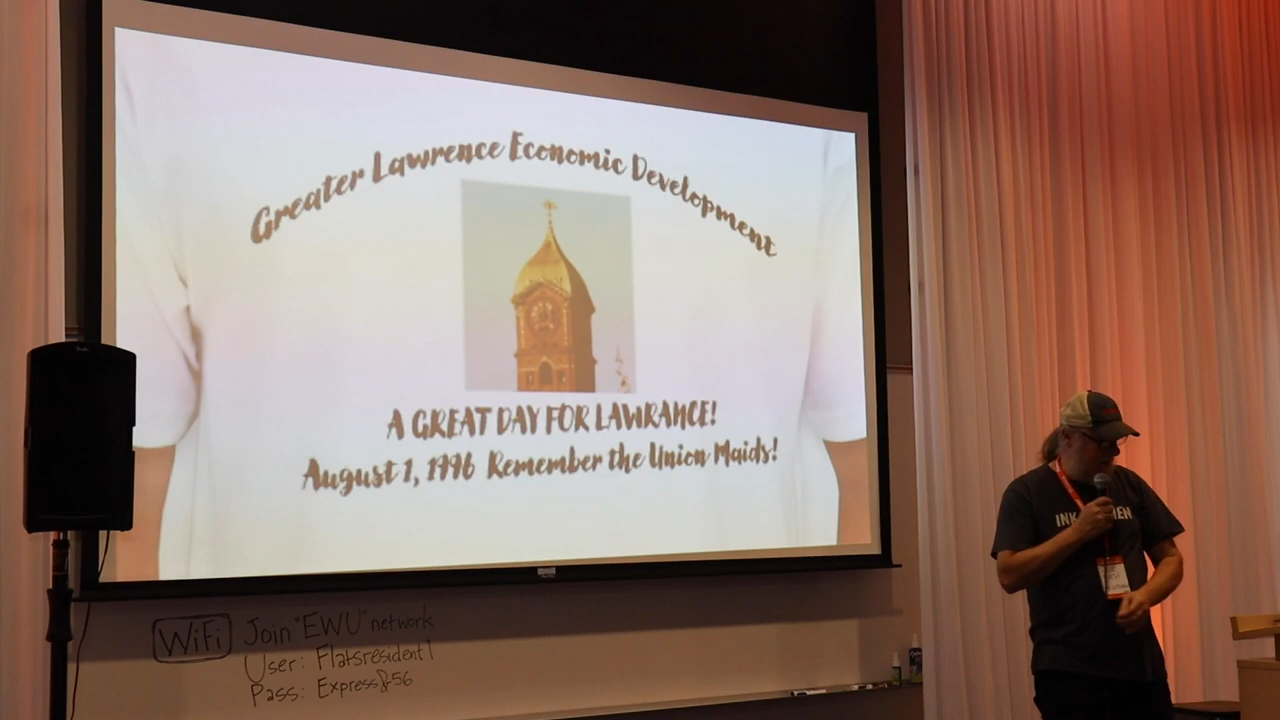 Greater Lawrence Economic Development
A GREAT DAY FOR LAWRANCE!
August 1, 1996 Remember the Union Maids!
WiFi Join "EWU" network
User: Flatsresident1
Pass: Express&56